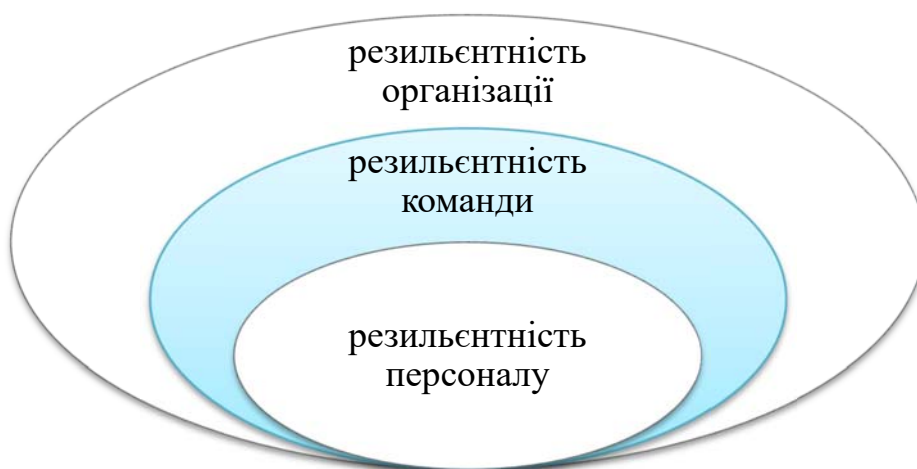 резильєнтність
організації
резильєнтність
команди
резильєнтність
персоналу